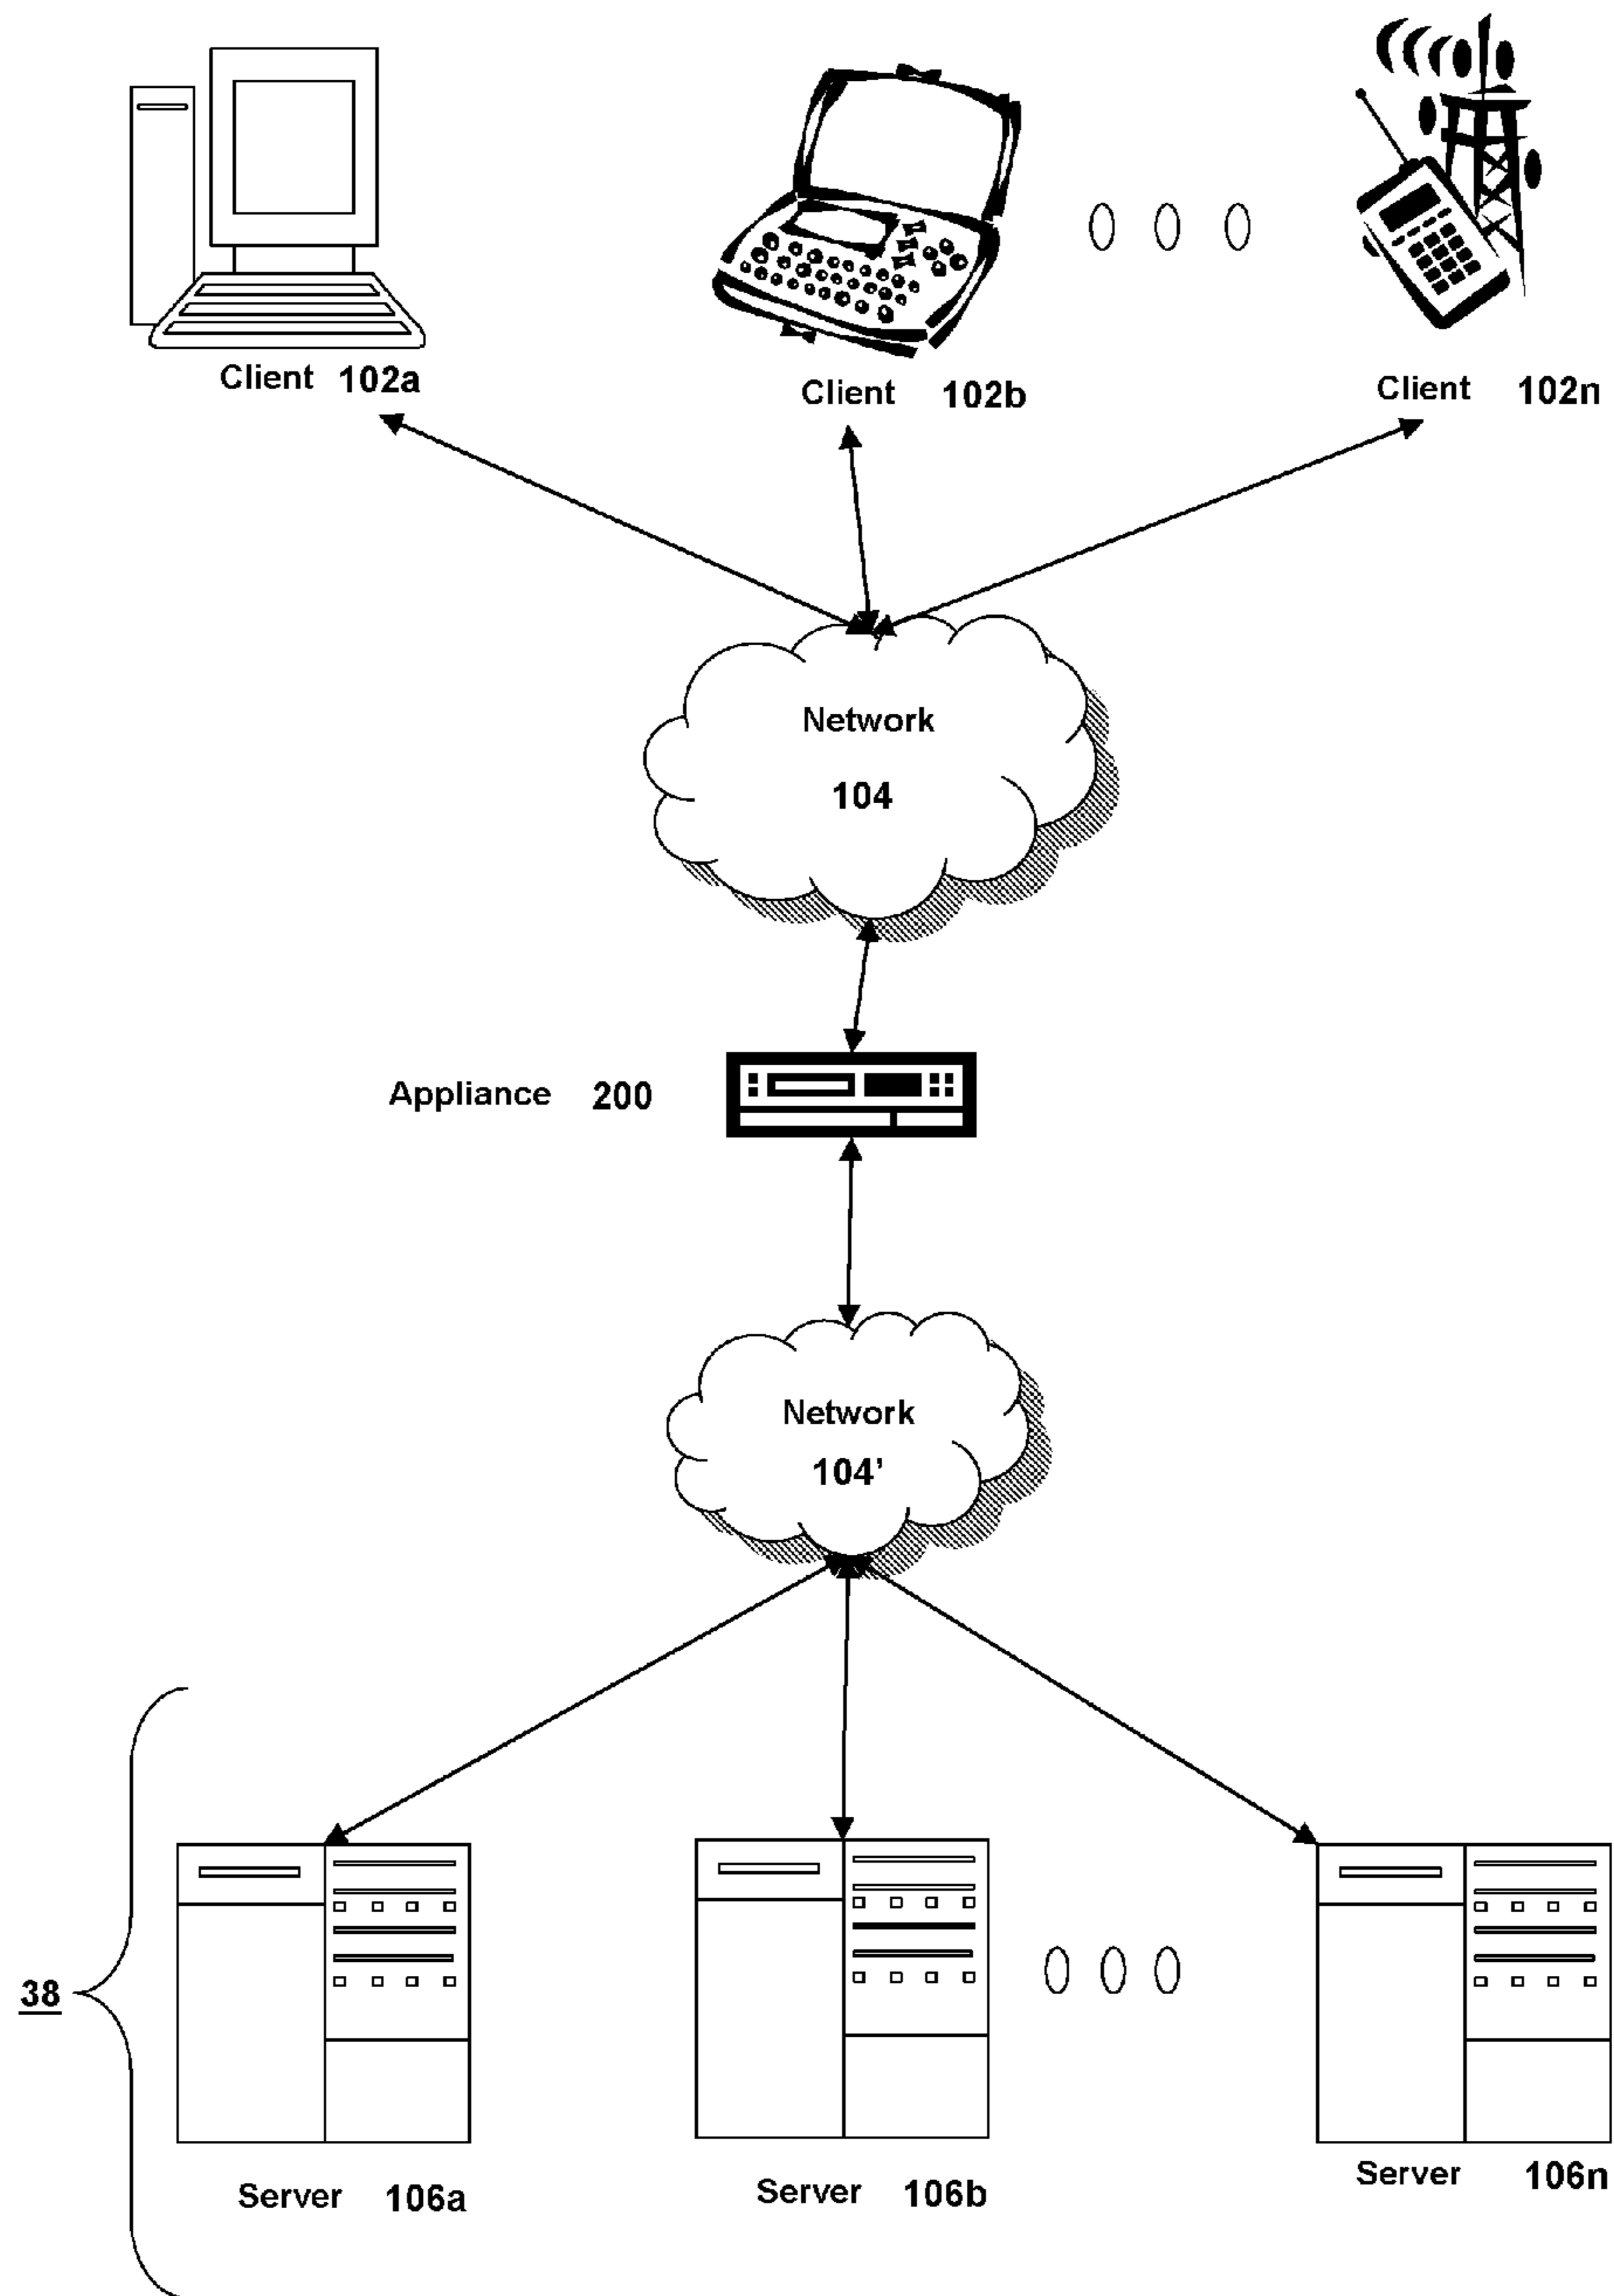 Client 102a
Client 102b
Client 102n
Network
104
Appliance 200
Network
104'
38
Server 106a
Server 106b
Server 106n